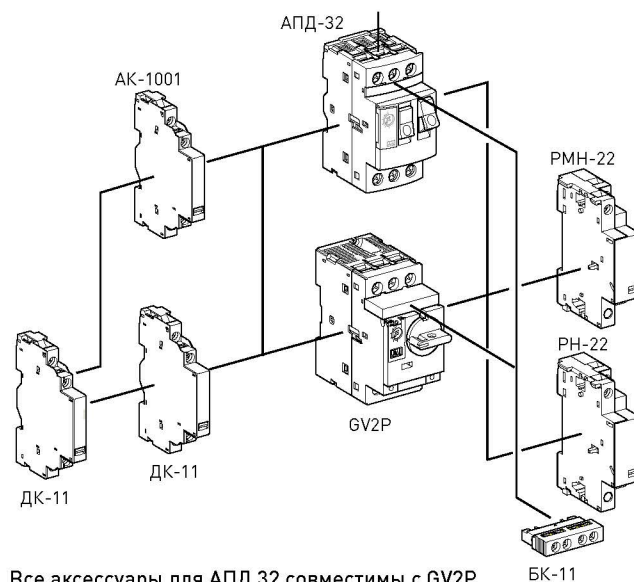 АПД-32
АК-1001
РМН-22
РН-22
GV2P
ДК-11
ДК-11
БК-11
Все аксессуары для АПД 32 совместимы с GV2P